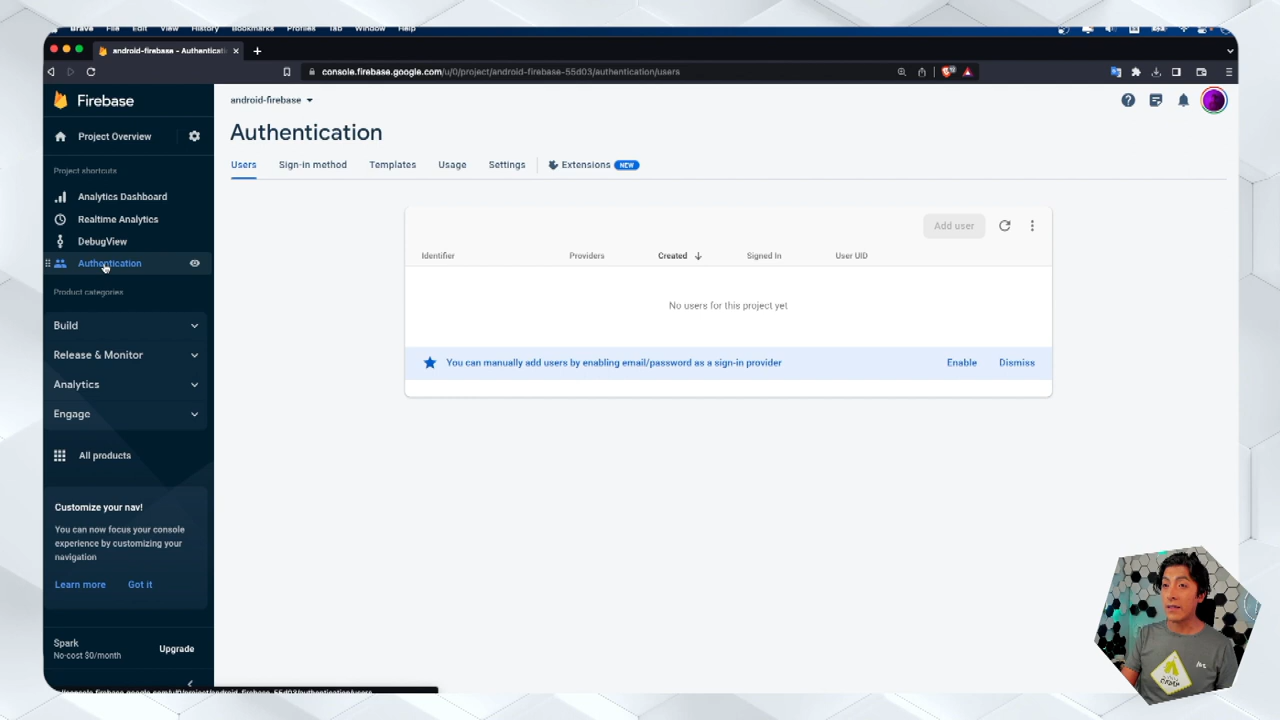 Brave File Edit View History Bookmarks Profiles Tab Window Help
android-firebase - Authenticati
console.firebase.google.com/u/0/project/android-firebase-55d03/authentication/users
Firebase
Project Overview
Project shortcuts
Analytics Dashboard
Realtime Analytics
DebugView
Authentication
Product categories
Build
Release & Monitor
Analytics
Engage
All products
Customize your nav!
You can now focus your console
experience by customizing your
navigation
Learn more Got it
Spark
No-cost $0/month
Upgrade
android-firebase
Authentication
Users Sign-in method Templates Usage Settings Extensions NEW
Add user
Identifier Providers Created Signed In User UID
No users for this project yet
You can manually add users by enabling email/password as a sign-in provider Enable Dismiss